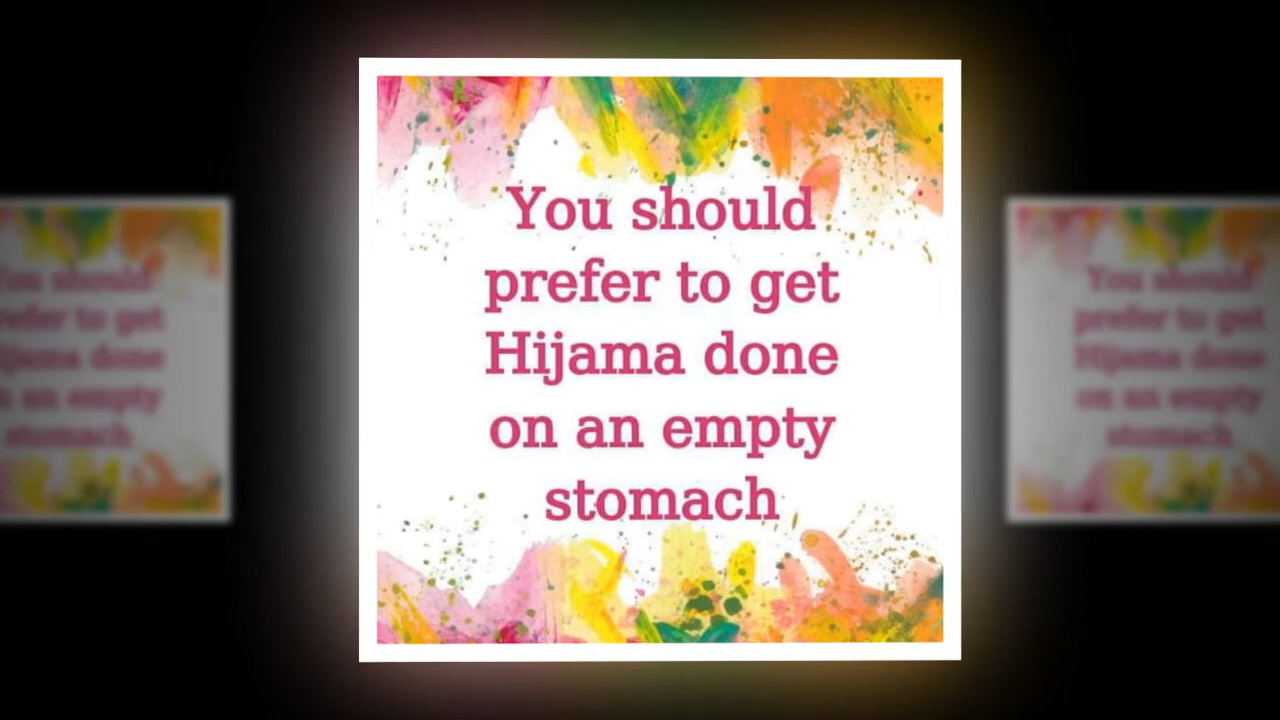 You should
prefer to get
Hijama done
on an empty
stomach